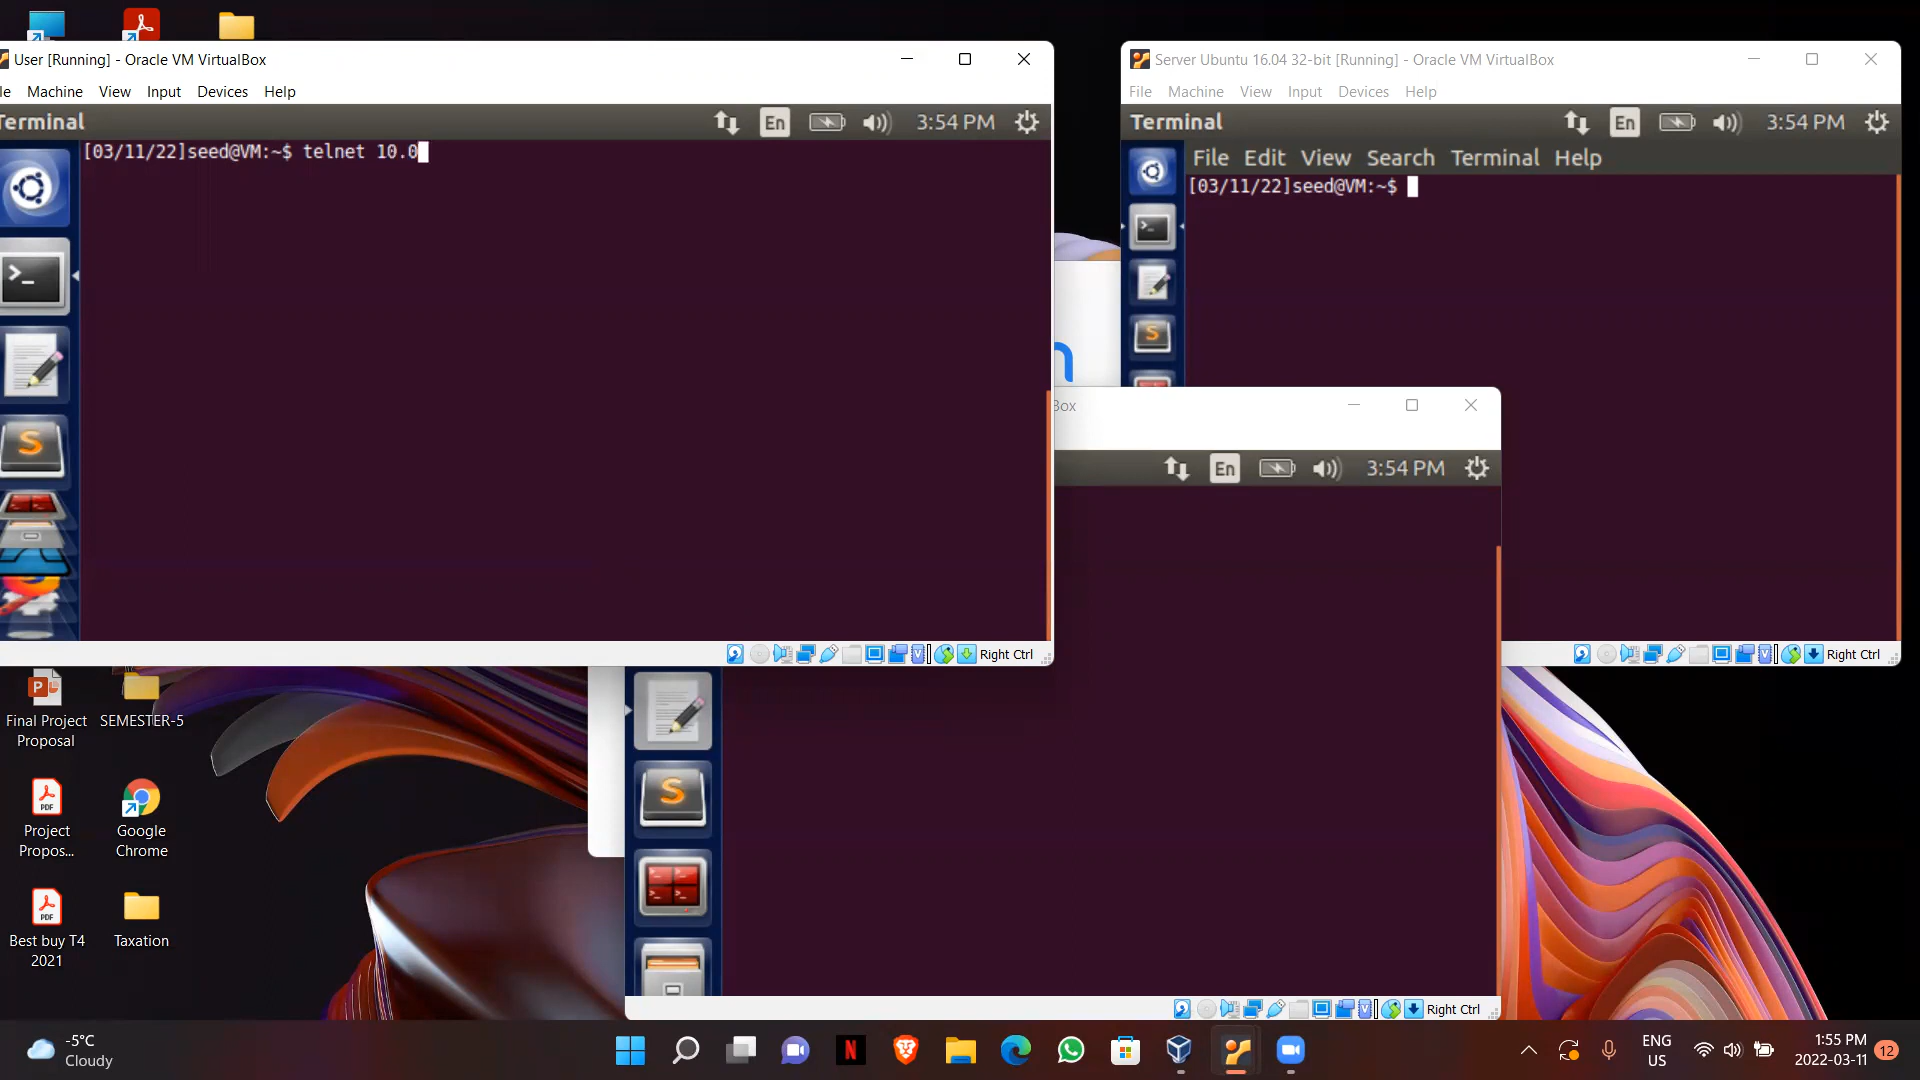 User [Running] - Oracle VM VirtualBox
le Machine View Input Devices Help
Terminal
En 3:54 PM
[03/11/22]seed@VM:~$ telnet 10.0
Right Ctrl
Server Ubuntu 16.04 32-bit [Running] - Oracle VM VirtualBox
File Machine View Input Devices Help
Terminal
En 3:54 PM
File Edit View Search Terminal Help
[03/11/22]seed@VM:~$
Right Ctrl
Box
En 3:54 PM
Right Ctrl
Final Project
Proposal
SEMESTER-5
Project
Propos...
Google
Chrome
Best buy T4
2021
Taxation
-5°C
Cloudy
ENG
US
1:55 PM
2022-03-11
12